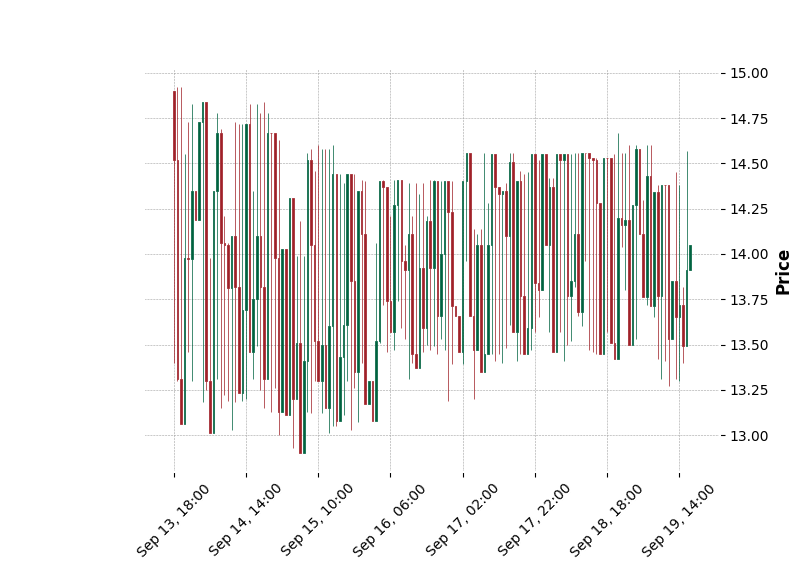 15.00
14.75
14.50
14.25
14.00
13.75
13.50
13.25
13.00
Price
Sep 13, 18:00
Sep 14, 14:00
Sep 15, 10:00
Sep 16, 06:00
Sep 17, 02:00
Sep 17, 22:00
Sep 18, 18:00
Sep 19, 14:00